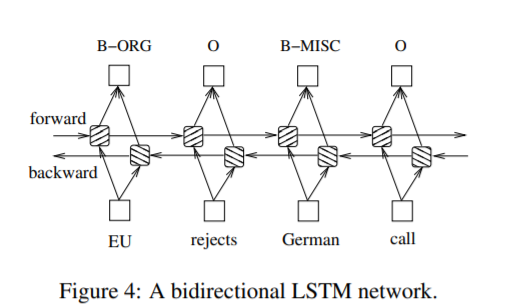 B−ORG O B−MISC O
forward
backward
EU rejects German call
Figure 4: A bidirectional LSTM network.